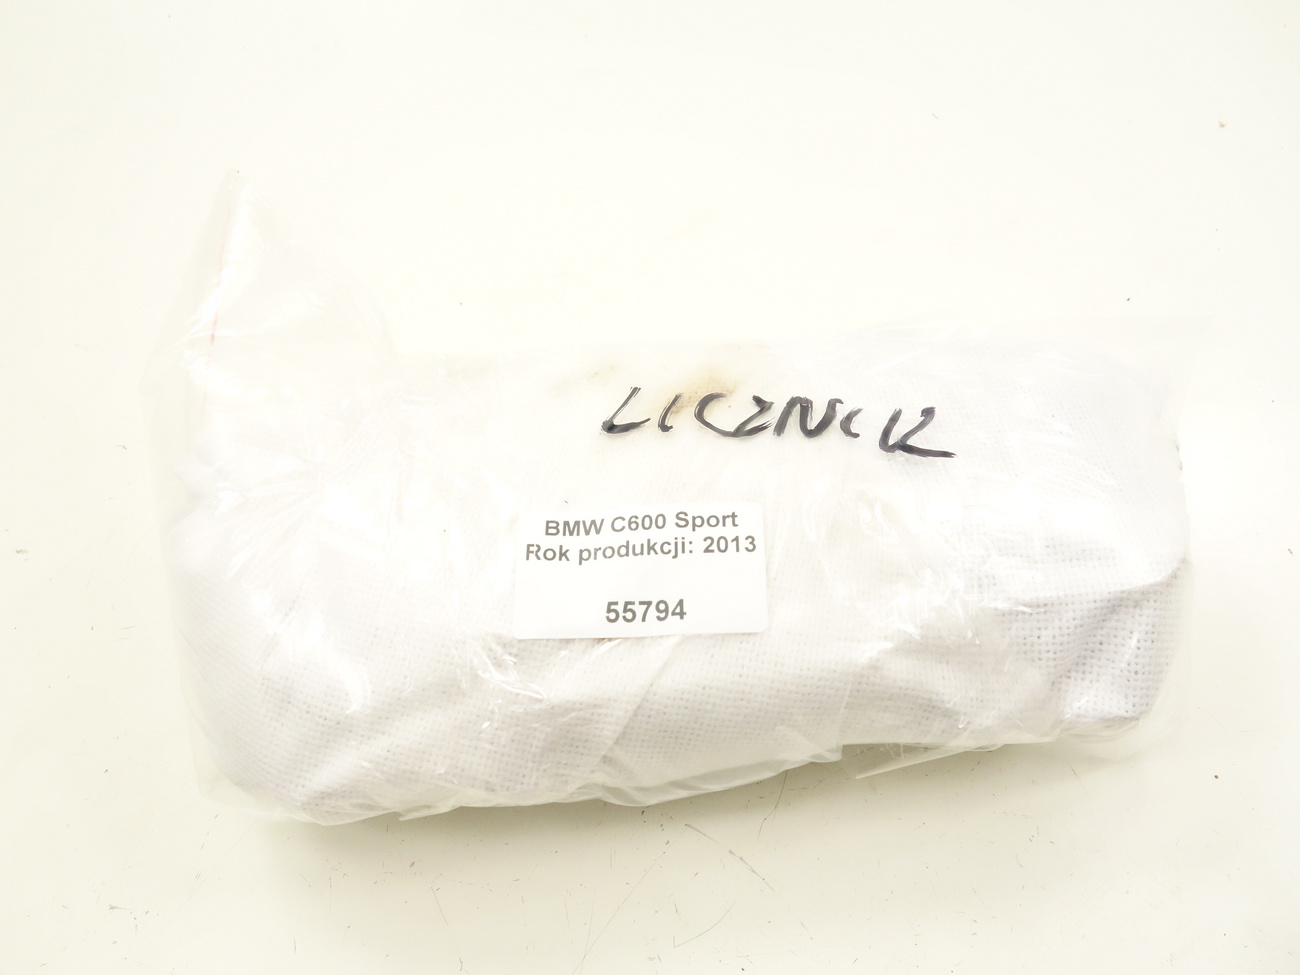 LICZNIK
BMW C600 Sport
Rok produkcji: 2013
55794